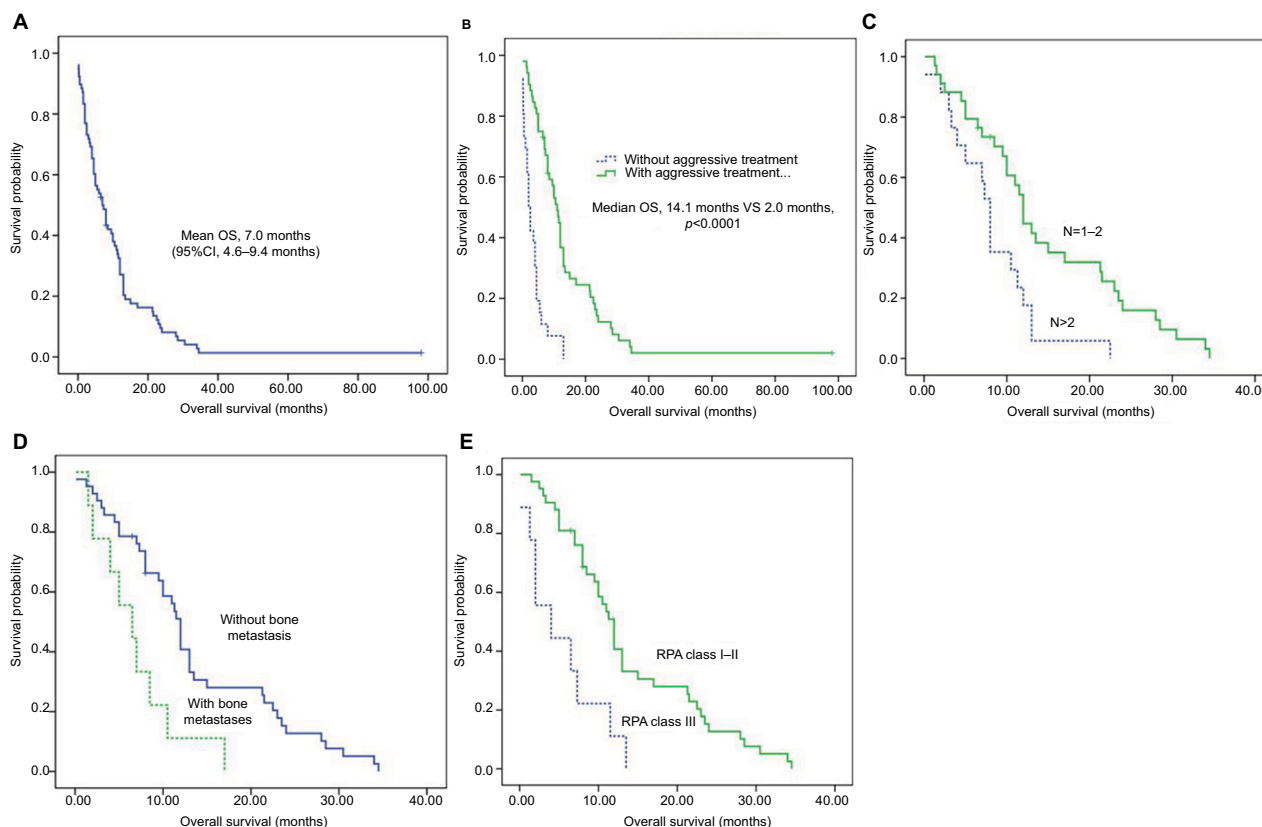 A
Survival probability
1.0
0.8
0.6
0.4
0.2
0.0
Mean OS, 7.0 months
(95%CI, 4.6–9.4 months)
0.00 20.00 40.00 60.00 80.00 100.00
Overall survival (months)
B
Survival probability
1.0
0.8
0.6
0.4
0.2
0.0
Without aggressive treatment
With aggressive treatment...
Median OS, 14.1 months VS 2.0 months,
p<0.0001
0.00 20.00 40.00 60.00 80.00 100.00
Overall survival (months)
C
Survival probability
1.0
0.8
0.6
0.4
0.2
0.0
N=1–2
N>2
0.00 10.00 20.00 30.00 40.00
Overall survival (months)
D
Survival probability
1.0
0.8
0.6
0.4
0.2
0.0
Without bone
metastasis
With bone
metastases
0.00 10.00 20.00 30.00 40.00
Overall survival (months)
E
Survival probability
1.0
0.8
0.6
0.4
0.2
0.0
RPA class I–II
RPA class III
0.00 10.00 20.00 30.00 40.00
Overall survival (months)